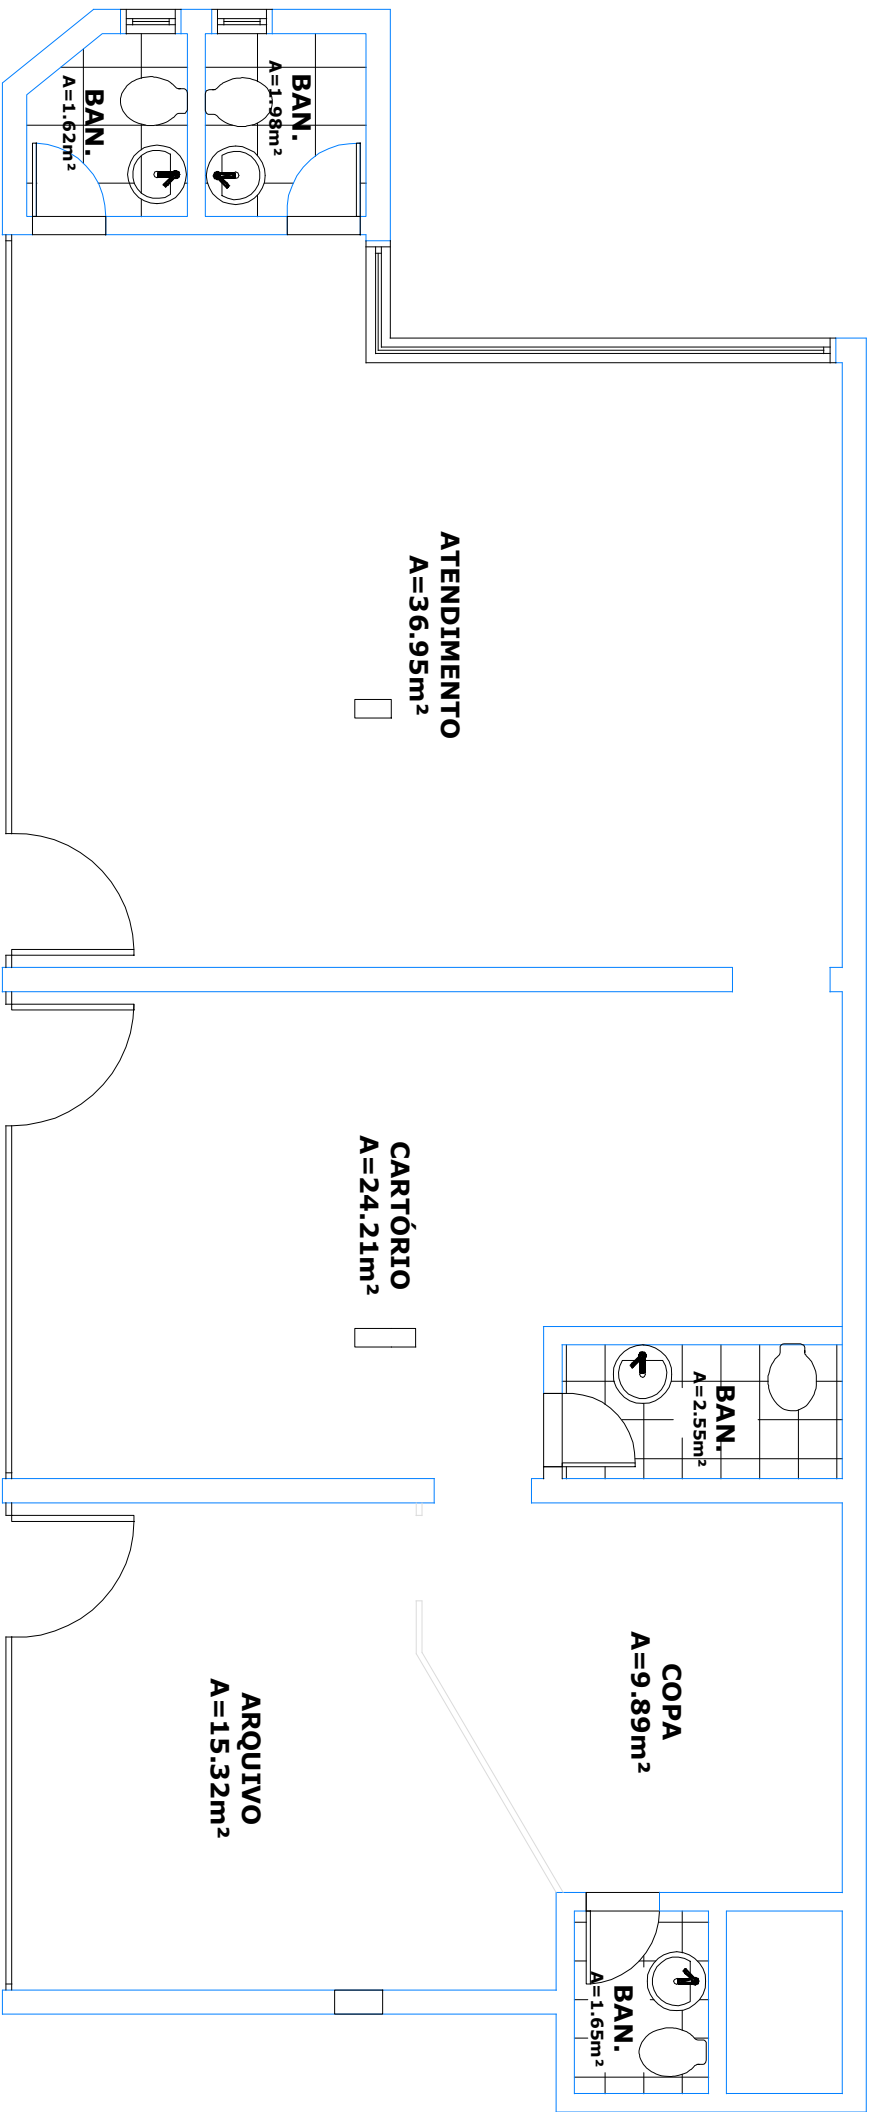 BAN.
A=1.62m²
BAN.
A=1.98m²
ATENDIMENTO
A=36.95m²
CARTÓRIO
A=24.21m²
BAN.
A=2.55m²
COPA
A=9.89m²
ARQUIVO
A=15.32m²
BAN.
A=1.65m²